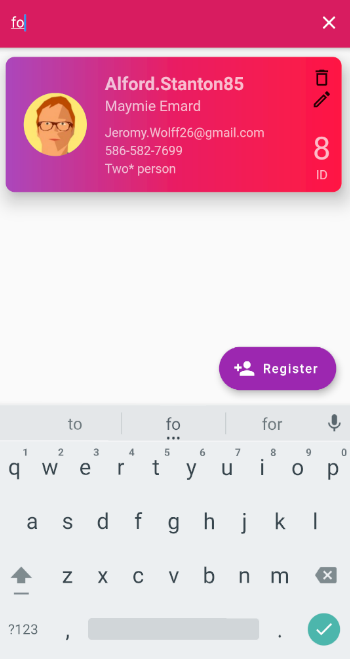 fo
Alford.Stanton85
Maymie Emard
Jeromy.Wolff26@gmail.com
586-582-7699
Two* person
8
ID
Register
to fo for
1 2 3 4 5 6 7 8 9 0
q w e r t y u i o p
a s d f g h j k l
z x c v b n m
?123 , .